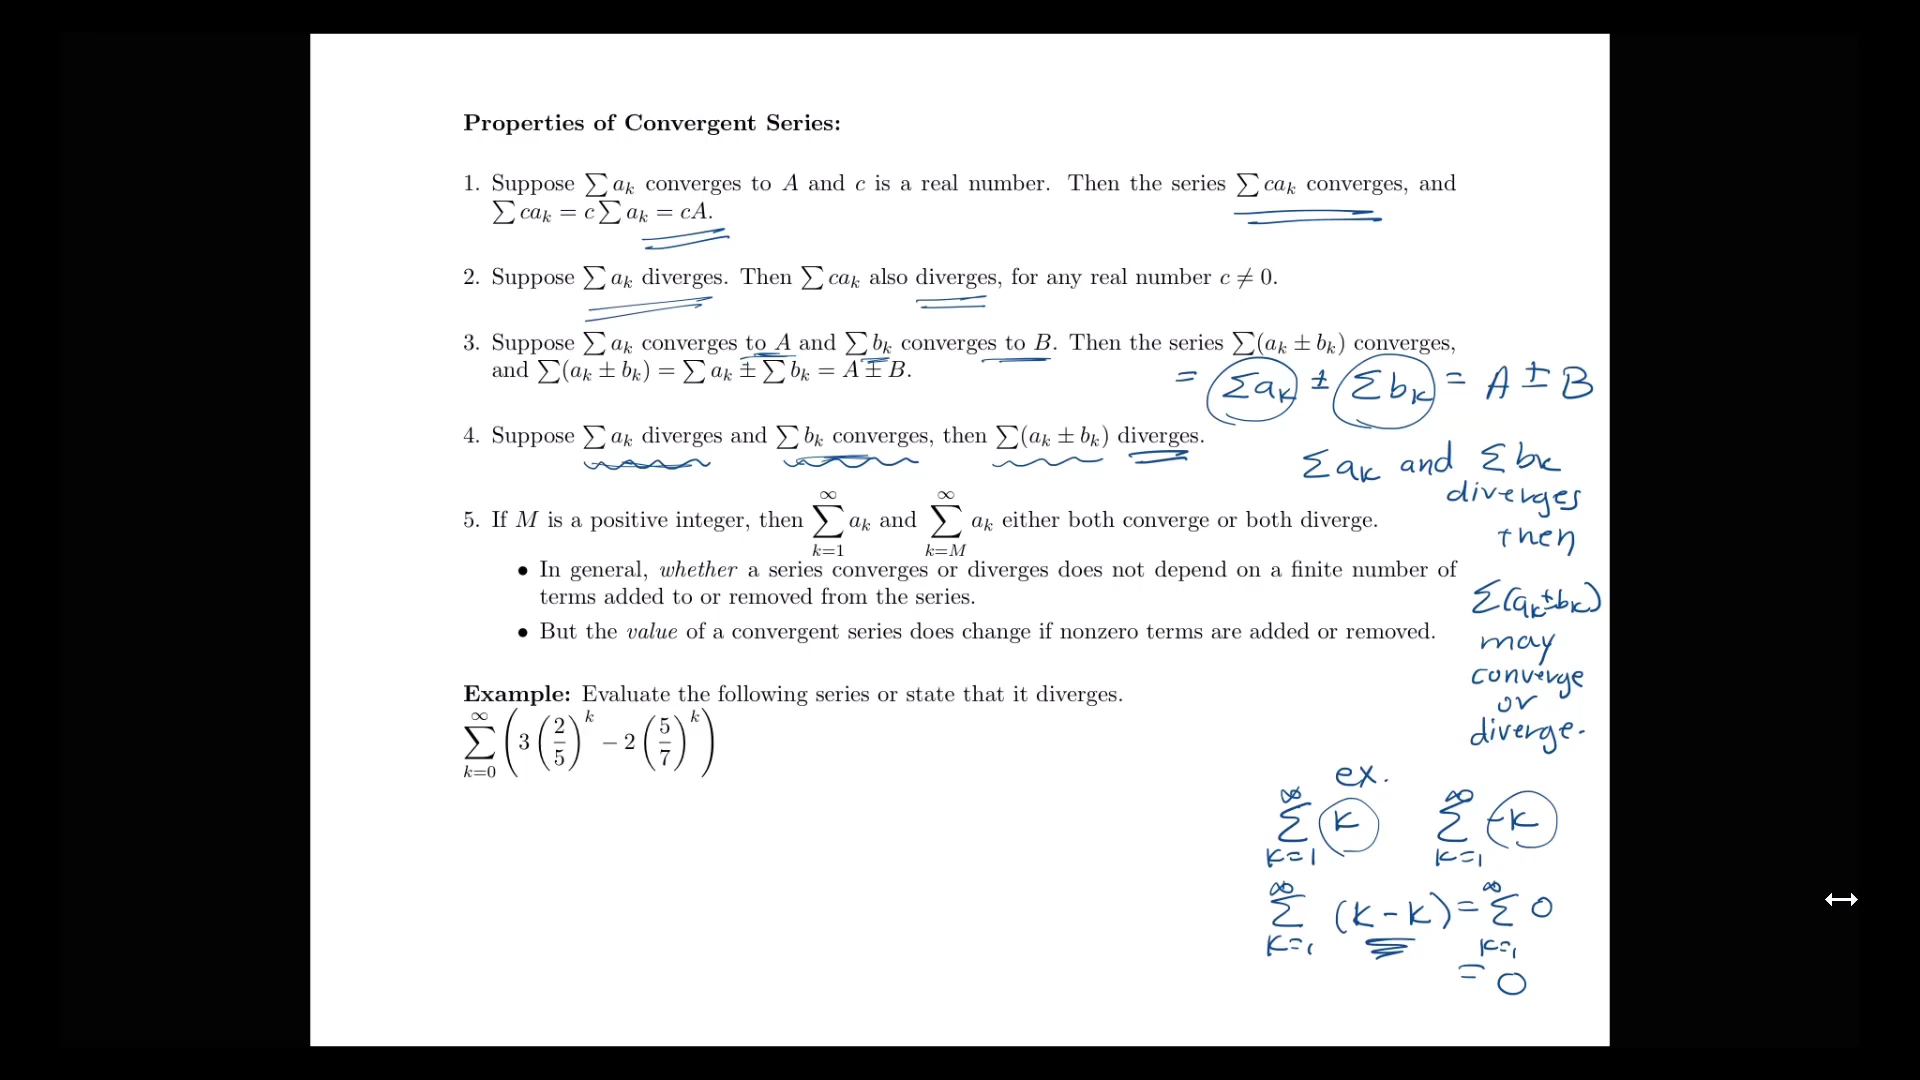 Properties of Convergent Series:
1. Suppose ∑ aₖ converges to A and c is a real number. Then the series ∑ caₖ converges, and
∑ caₖ = c ∑ aₖ = cA.
2. Suppose ∑ aₖ diverges. Then ∑ caₖ also diverges, for any real number c ≠ 0.
3. Suppose ∑ aₖ converges to A and ∑ bₖ converges to B. Then the series ∑(aₖ ± bₖ) converges,
and ∑(aₖ ± bₖ) = ∑ aₖ ± ∑ bₖ = A ± B.
= ∑aₖ ± ∑bₖ = A ± B
4. Suppose ∑ aₖ diverges and ∑ bₖ converges, then ∑(aₖ ± bₖ) diverges.
∑aₖ and ∑bₖ
diverges
then
∑(aₖ±bₖ)
may
converge
or
diverge.
5. If M is a positive integer, then ∑_{k=1}^{∞} aₖ and ∑_{k=M}^{∞} aₖ either both converge or both diverge.
• In general, whether a series converges or diverges does not depend on a finite number of
terms added to or removed from the series.
• But the value of a convergent series does change if nonzero terms are added or removed.
Example: Evaluate the following series or state that it diverges.
∑_{k=0}^{∞} (3 (2/5)^k − 2 (5/7)^k)
ex.
∑_{k=1}^{∞} k ∑_{k=1}^{∞} -k
∑_{k=1}^{∞} (k-k) = ∑_{k=1}^{∞} 0
= 0